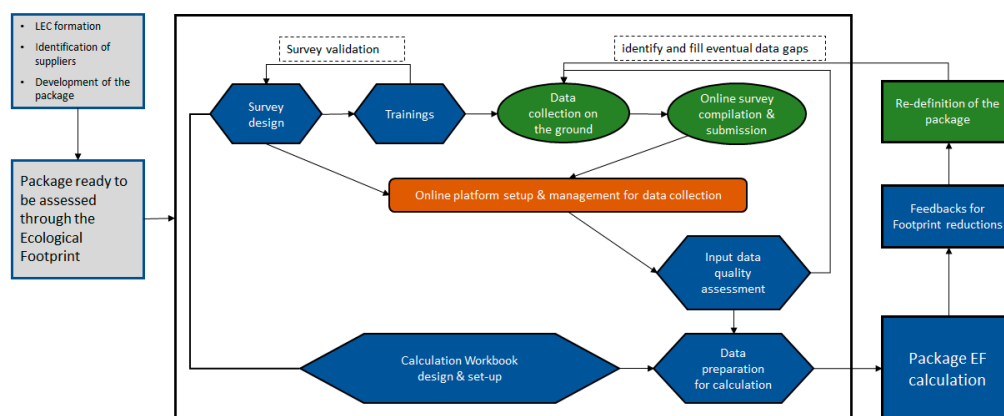 • LEC formation
• Identification of
suppliers
• Development of the
package
Package ready to
be assessed
through the
Ecological
Footprint
Survey validation
identify and fill eventual data gaps
Survey
design
Trainings
Data
collection on
the ground
Online survey
compilation &
submission
Re-definition of the
package
Online platform setup & management for data collection
Feedbacks for
Footprint reductions
Input data
quality
assessment
Calculation Workbook
design & set-up
Data
preparation
for calculation
Package EF
calculation